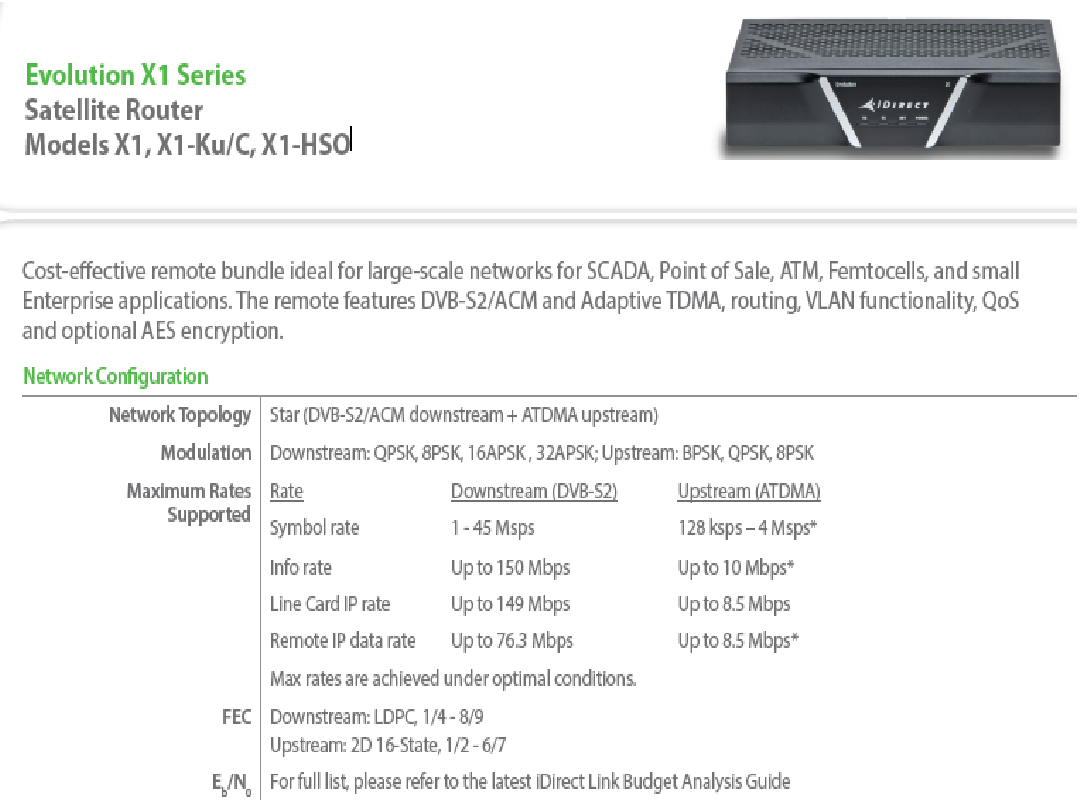 Evolution X1 Series
Satellite Router
Models X1, X1-Ku/C, X1-HSO
Evolution X1
iDIRECT
RX TX NET POWER
Cost-effective remote bundle ideal for large-scale networks for SCADA, Point of Sale, ATM, Femtocells, and small
Enterprise applications. The remote features DVB-S2/ACM and Adaptive TDMA, routing, VLAN functionality, QoS
and optional AES encryption.
Network Configuration
Network Topology Star (DVB-S2/ACM downstream + ATDMA upstream)
Modulation Downstream: QPSK, 8PSK, 16APSK , 32APSK; Upstream: BPSK, QPSK, 8PSK
Maximum Rates Supported Rate Downstream (DVB-S2) Upstream (ATDMA)
Symbol rate 1 - 45 Msps 128 ksps – 4 Msps*
Info rate Up to 150 Mbps Up to 10 Mbps*
Line Card IP rate Up to 149 Mbps Up to 8.5 Mbps
Remote IP data rate Up to 76.3 Mbps Up to 8.5 Mbps*
Max rates are achieved under optimal conditions.
FEC Downstream: LDPC, 1/4 - 8/9
Upstream: 2D 16-State, 1/2 - 6/7
Eb/No For full list, please refer to the latest iDirect Link Budget Analysis Guide